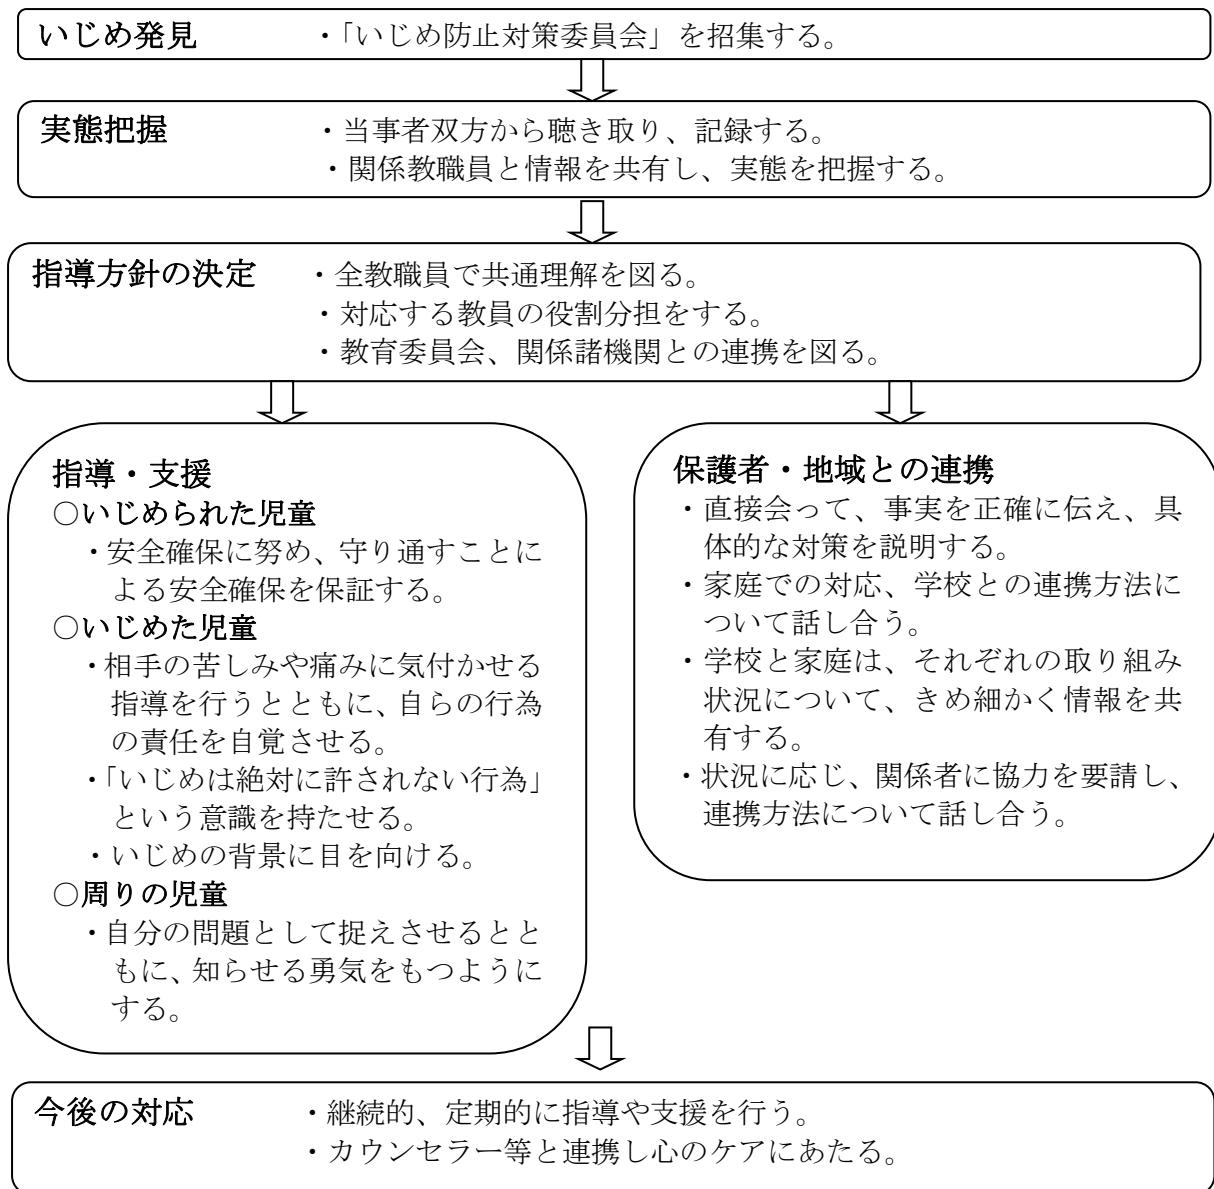 いじめ発見 ・「いじめ防止対策委員会」を招集する。
実態把握 ・当事者双方から聴き取り、記録する。
・関係教職員と情報を共有し、実態を把握する。
指導方針の決定 ・全教職員で共通理解を図る。
・対応する教員の役割分担をする。
・教育委員会、関係諸機関との連携を図る。
指導・支援
○いじめられた児童
・安全確保に努め、守り通すことに
よる安全確保を保証する。
○いじめた児童
・相手の苦しみや痛みに気付かせる
指導を行うとともに、自らの行為
の責任を自覚させる。
・「いじめは絶対に許されない行為」
という意識を持たせる。
・いじめの背景に目を向ける。
○周りの児童
・自分の問題として捉えさせるとと
もに、知らせる勇気をもつように
する。
保護者・地域との連携
・直接会って、事実を正確に伝え、具
体的な対策を説明する。
・家庭での対応、学校との連携方法に
ついて話し合う。
・学校と家庭は、それぞれの取り組み
状況について、きめ細かく情報を共
有する。
・状況に応じ、関係者に協力を要請し、
連携方法について話し合う。
今後の対応 ・継続的、定期的に指導や支援を行う。
・カウンセラー等と連携し心のケアにあたる。